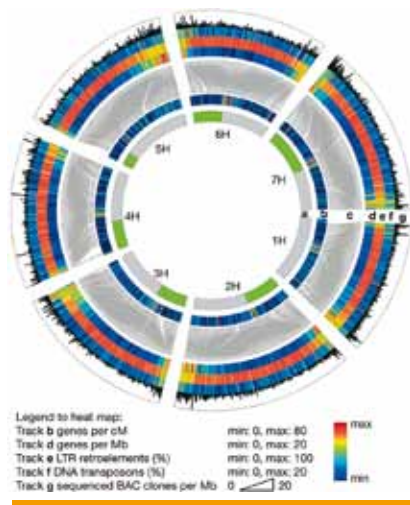 6H
5H
7H
4H
a b c d e f g
1H
3H
2H
Legend to heat map:
Track b genes per cM min: 0, max: 80
Track d genes per Mb min: 0, max: 20
Track e LTR retroelements (%) min: 0, max: 100
Track f DNA transposons (%) min: 0, max: 20
Track g sequenced BAC clones per Mb 0 20
max
min